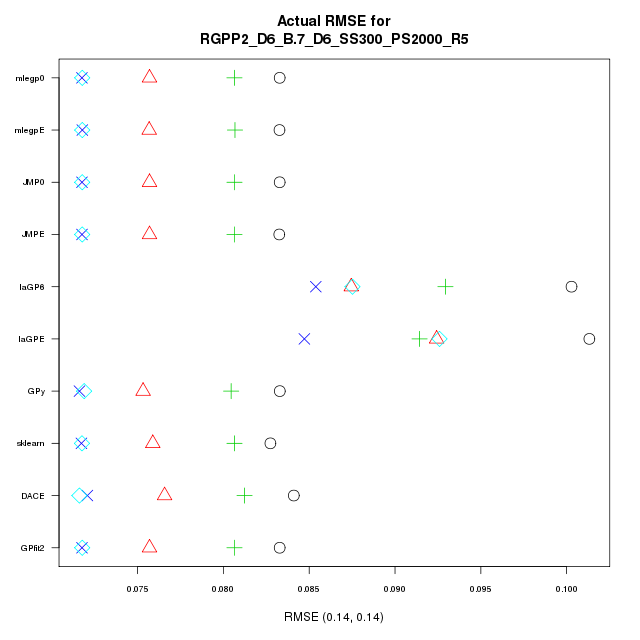 Actual RMSE for
RGPP2_D6_B.7_D6_SS300_PS2000_R5
mlegp0
mlegpE
JMP0
JMPE
laGP6
laGPE
GPy
sklearn
DACE
GPfit2
0.075 0.080 0.085 0.090 0.095 0.100
RMSE (0.14, 0.14)